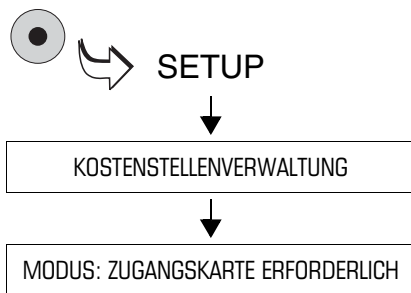 SETUP
KOSTENSTELLENVERWALTUNG
MODUS: ZUGANGSKARTE ERFORDERLICH